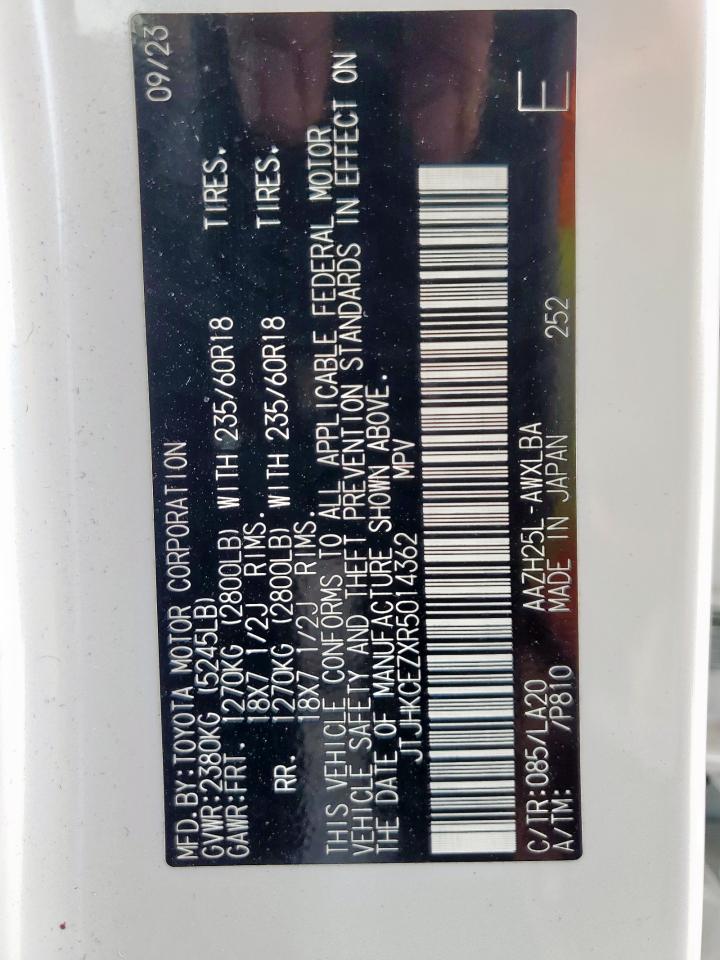 MFD.BY:TOYOTA MOTOR CORPORATION 09/23
GVWR:2380KG (5245LB)
GAWR:FRT. 1270KG (2800LB) WITH 235/60R18 TIRES.
18X7 1/2J RIMS.
RR. 1270KG (2800LB) WITH 235/60R18 TIRES.
18X7 1/2J RIMS.
THIS VEHICLE CONFORMS TO ALL APPLICABLE FEDERAL MOTOR
VEHICLE SAFETY AND THEFT PREVENTION STANDARDS IN EFFECT ON
THE DATE OF MANUFACTURE SHOWN ABOVE.
JTJHKCEZXR5014362 MPV
C/TR:085/LA20 AAZH25L-AWXLBA E
A/TM: /P810 MADE IN JAPAN 252